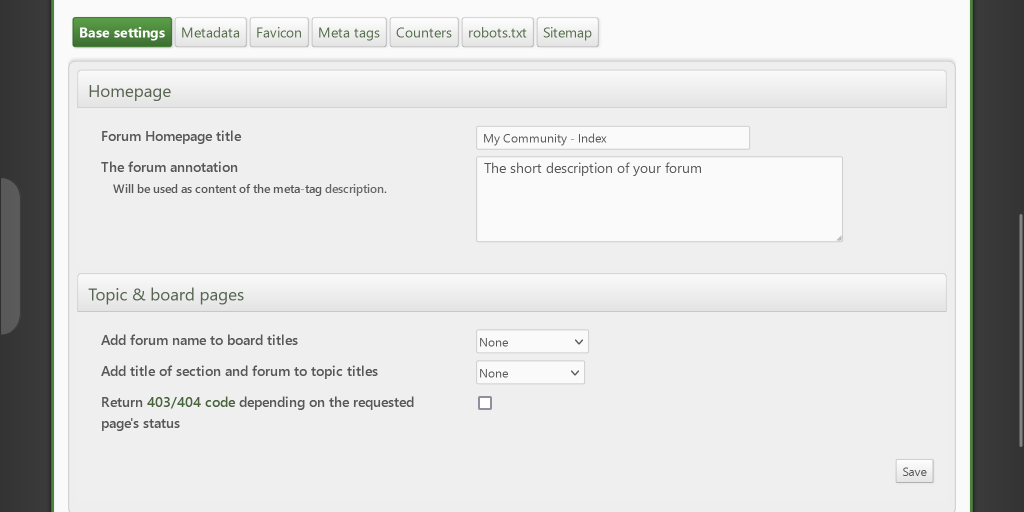 Base settings Metadata Favicon Meta tags Counters robots.txt Sitemap
Homepage
Forum Homepage title My Community - Index
The forum annotation The short description of your forum
Will be used as content of the meta-tag description.
Topic & board pages
Add forum name to board titles None
Add title of section and forum to topic titles None
Return 403/404 code depending on the requested
page's status
Save